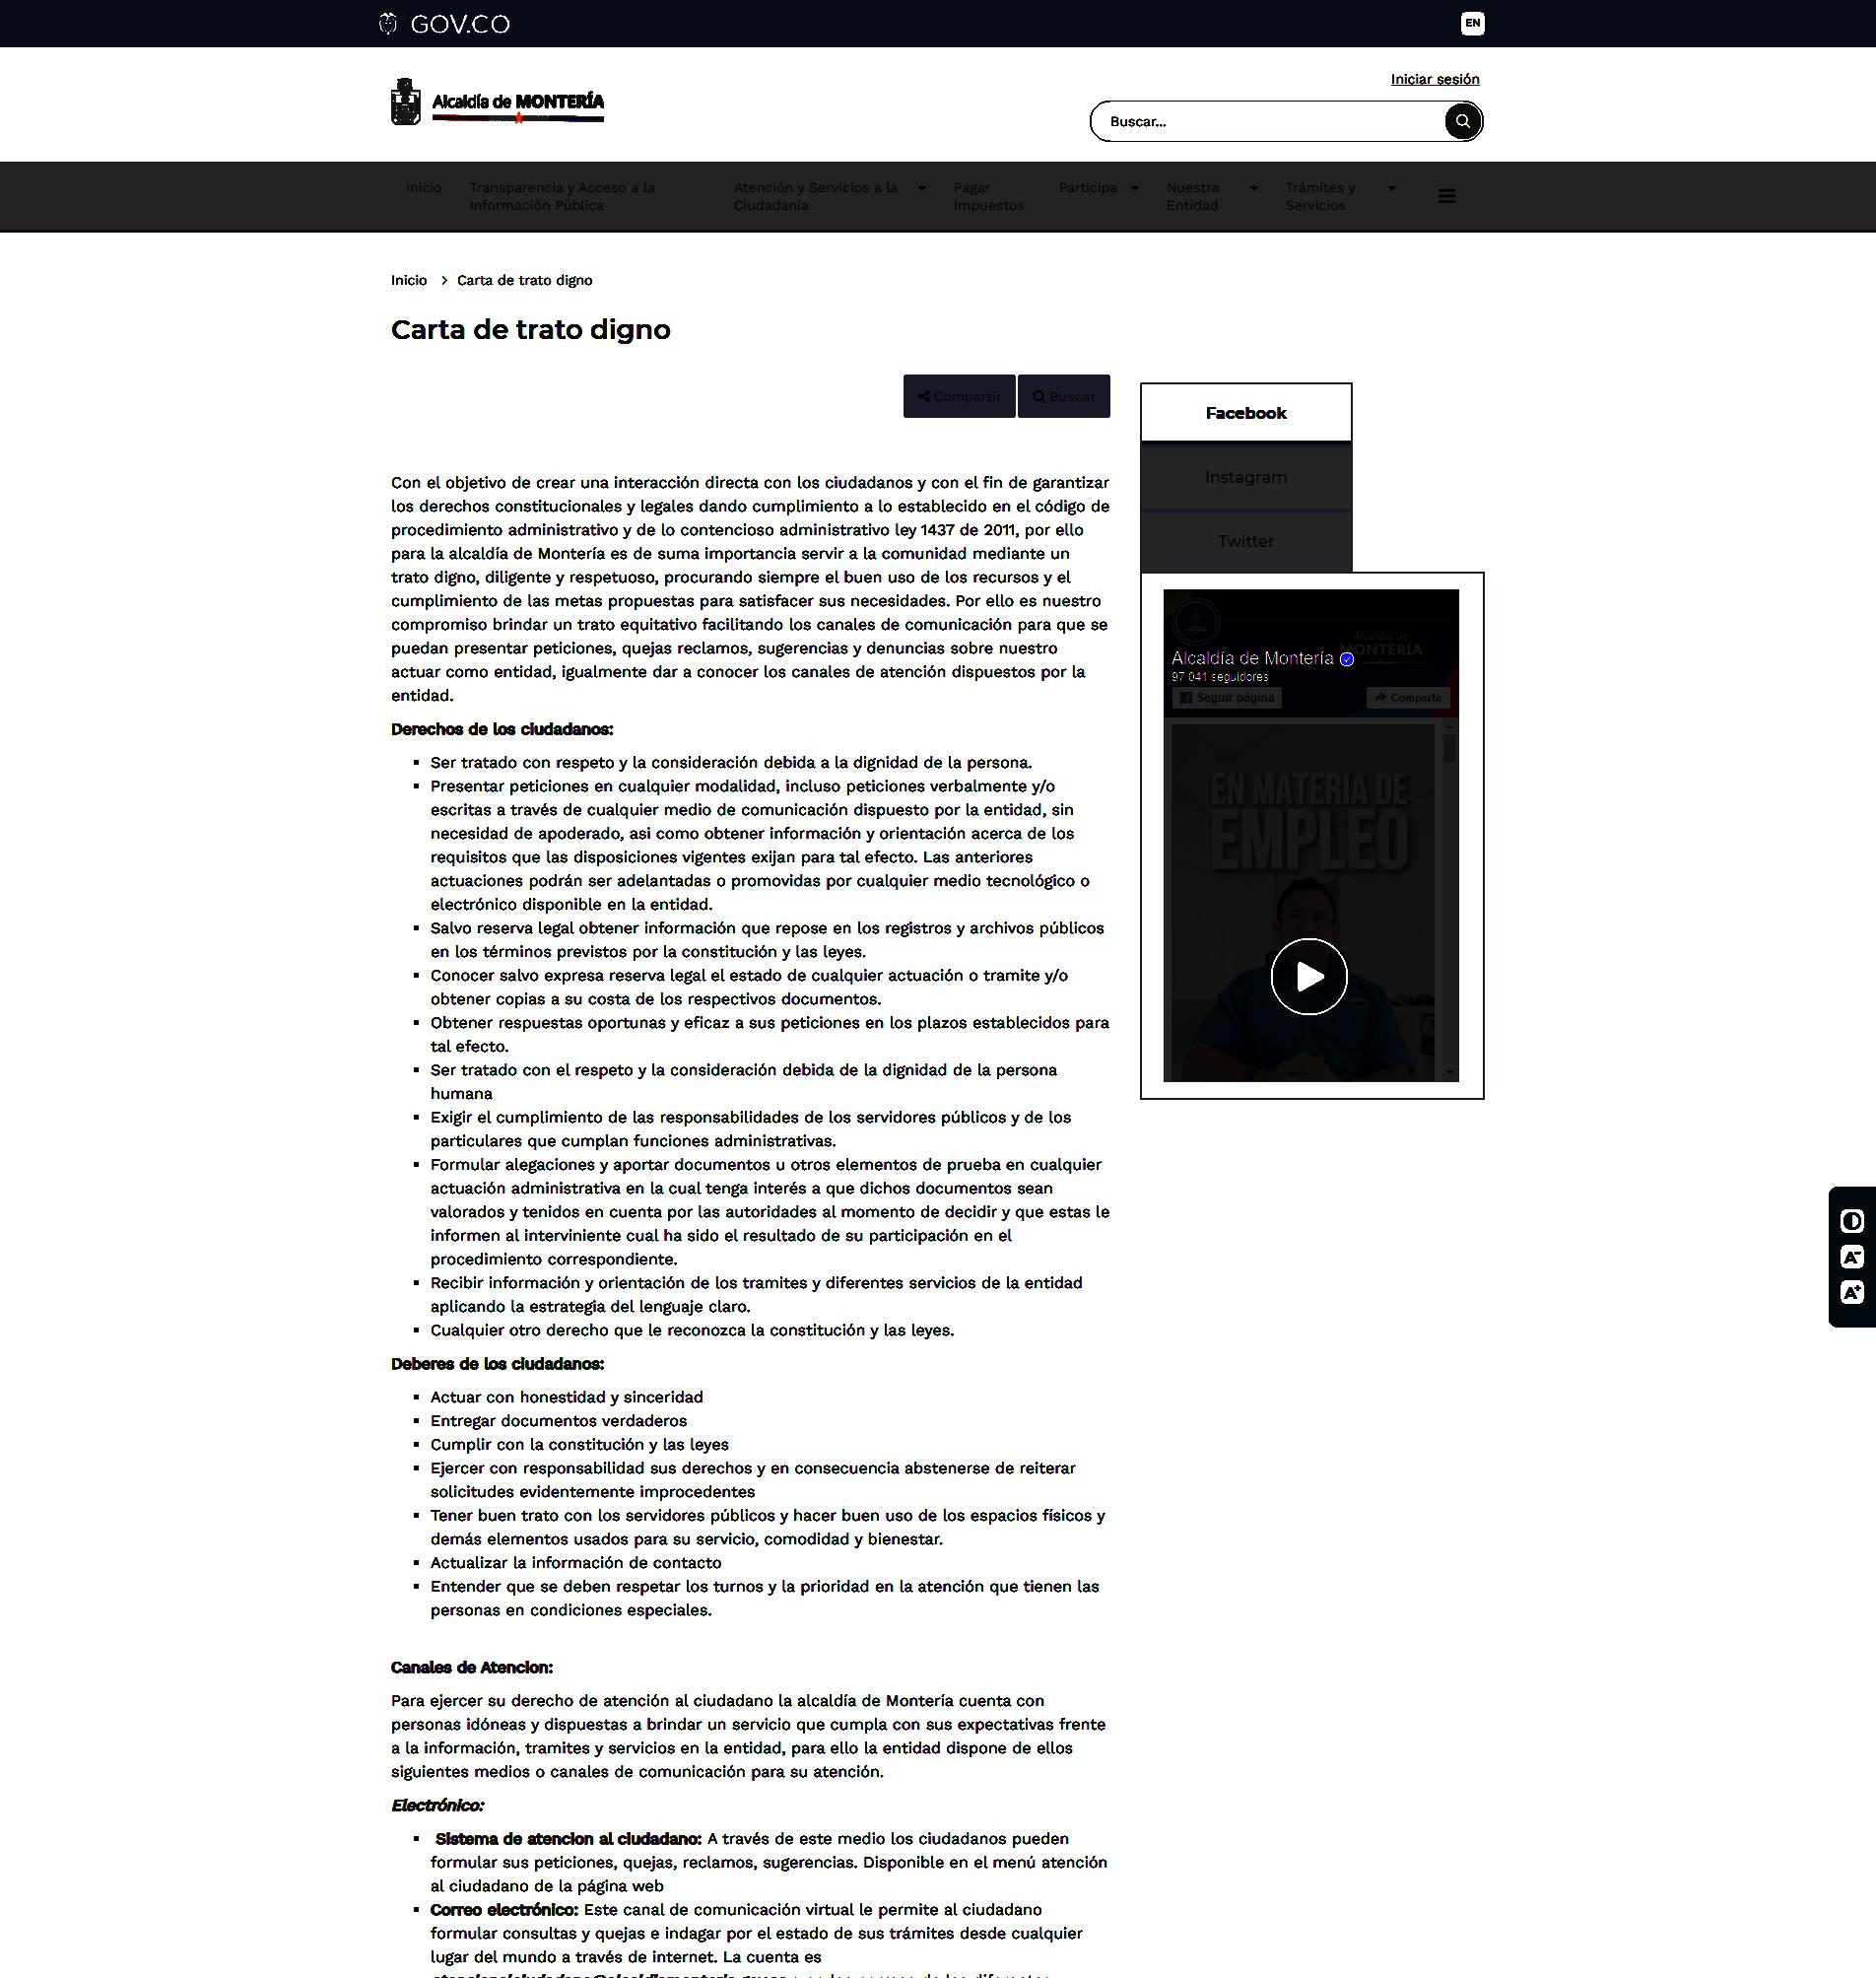 GOV.CO
EN
Alcaldía de MONTERÍA
Iniciar sesión
Buscar...
Inicio
Transparencia y Acceso a la
Información Pública
Atención y Servicios a la
Ciudadanía
Pagar
Impuestos
Participa
Nuestra
Entidad
Trámites y
Servicios
Inicio > Carta de trato digno
Carta de trato digno
Compartir
Buscar
Con el objetivo de crear una interacción directa con los ciudadanos y con el fin de garantizar
los derechos constitucionales y legales dando cumplimiento a lo establecido en el código de
procedimiento administrativo y de lo contencioso administrativo ley 1437 de 2011, por ello
para la alcaldía de Montería es de suma importancia servir a la comunidad mediante un
trato digno, diligente y respetuoso, procurando siempre el buen uso de los recursos y el
cumplimiento de las metas propuestas para satisfacer sus necesidades. Por ello es nuestro
compromiso brindar un trato equitativo facilitando los canales de comunicación para que se
puedan presentar peticiones, quejas reclamos, sugerencias y denuncias sobre nuestro
actuar como entidad, igualmente dar a conocer los canales de atención dispuestos por la
entidad.
Derechos de los ciudadanos:
▪ Ser tratado con respeto y la consideración debida a la dignidad de la persona.
▪ Presentar peticiones en cualquier modalidad, incluso peticiones verbalmente y/o
escritas a través de cualquier medio de comunicación dispuesto por la entidad, sin
necesidad de apoderado, asi como obtener información y orientación acerca de los
requisitos que las disposiciones vigentes exijan para tal efecto. Las anteriores
actuaciones podrán ser adelantadas o promovidas por cualquier medio tecnológico o
electrónico disponible en la entidad.
▪ Salvo reserva legal obtener información que repose en los registros y archivos públicos
en los términos previstos por la constitución y las leyes.
▪ Conocer salvo expresa reserva legal el estado de cualquier actuación o tramite y/o
obtener copias a su costa de los respectivos documentos.
▪ Obtener respuestas oportunas y eficaz a sus peticiones en los plazos establecidos para
tal efecto.
▪ Ser tratado con el respeto y la consideración debida de la dignidad de la persona
humana
▪ Exigir el cumplimiento de las responsabilidades de los servidores públicos y de los
particulares que cumplan funciones administrativas.
▪ Formular alegaciones y aportar documentos u otros elementos de prueba en cualquier
actuación administrativa en la cual tenga interés a que dichos documentos sean
valorados y tenidos en cuenta por las autoridades al momento de decidir y que estas le
informen al interviniente cual ha sido el resultado de su participación en el
procedimiento correspondiente.
▪ Recibir información y orientación de los tramites y diferentes servicios de la entidad
aplicando la estrategia del lenguaje claro.
▪ Cualquier otro derecho que le reconozca la constitución y las leyes.
Deberes de los ciudadanos:
▪ Actuar con honestidad y sinceridad
▪ Entregar documentos verdaderos
▪ Cumplir con la constitución y las leyes
▪ Ejercer con responsabilidad sus derechos y en consecuencia abstenerse de reiterar
solicitudes evidentemente improcedentes
▪ Tener buen trato con los servidores públicos y hacer buen uso de los espacios físicos y
demás elementos usados para su servicio, comodidad y bienestar.
▪ Actualizar la información de contacto
▪ Entender que se deben respetar los turnos y la prioridad en la atención que tienen las
personas en condiciones especiales.
Canales de Atencion:
Para ejercer su derecho de atención al ciudadano la alcaldía de Montería cuenta con
personas idóneas y dispuestas a brindar un servicio que cumpla con sus expectativas frente
a la información, tramites y servicios en la entidad, para ello la entidad dispone de ellos
siguientes medios o canales de comunicación para su atención.
Electrónico:
▪ Sistema de atencion al ciudadano: A través de este medio los ciudadanos pueden
formular sus peticiones, quejas, reclamos, sugerencias. Disponible en el menú atención
al ciudadano de la página web
▪ Correo electrónico: Este canal de comunicación virtual le permite al ciudadano
formular consultas y quejas e indagar por el estado de sus trámites desde cualquier
lugar del mundo a través de internet. La cuenta es
Facebook
Instagram
Twitter
Alcaldía de
MONTERÍA
Alcaldía de Montería
97 041 seguidores
Seguir página
Compartir
EN MATERIA DE
EMPLEO
A-
A+